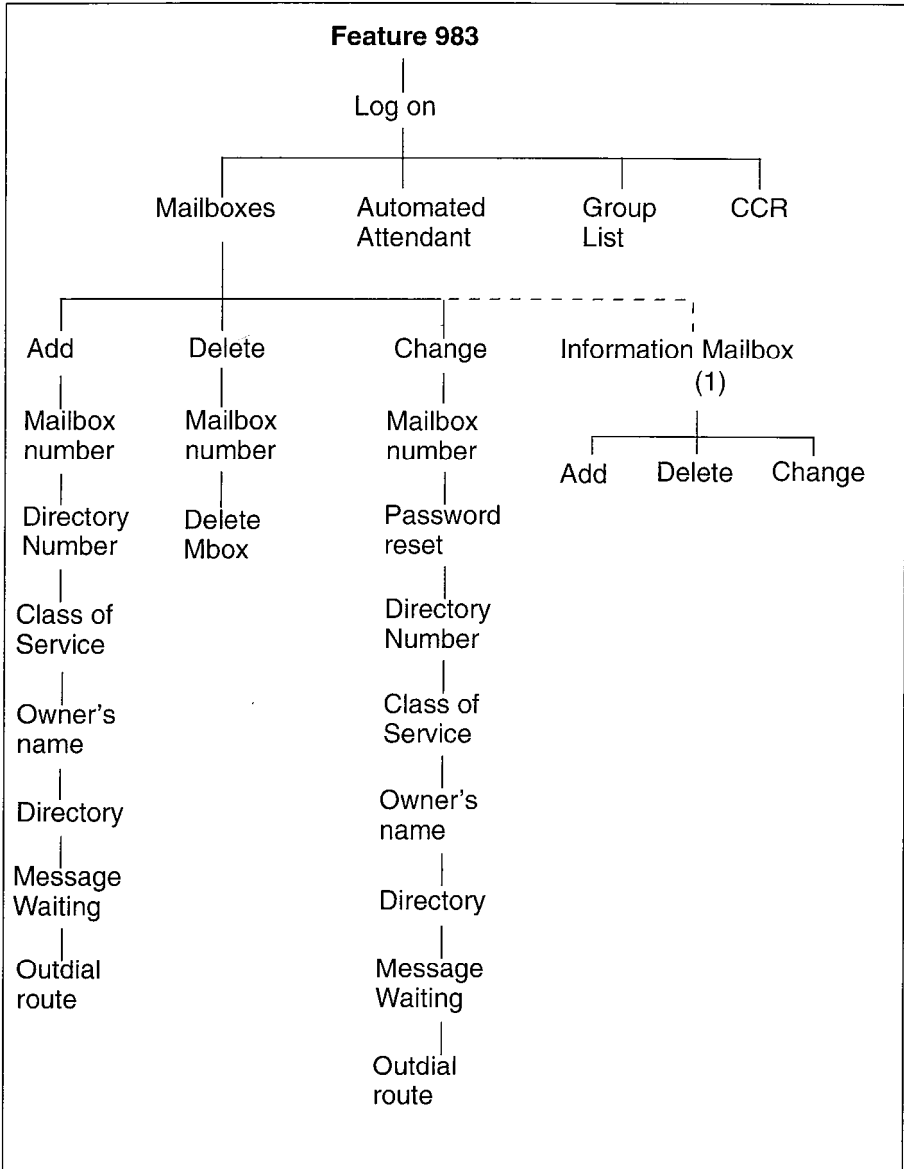 Feature 983
Log on
Mailboxes
Automated
Attendant
Group
List
CCR
Add
Delete
Change
Information Mailbox
(1)
Mailbox
number
Directory
Number
Class of
Service
Owner's
name
Directory
Message
Waiting
Outdial
route
Mailbox
number
Delete
Mbox
Mailbox
number
Password
reset
Directory
Number
Class of
Service
Owner's
name
Directory
Message
Waiting
Outdial
route
Add
Delete
Change